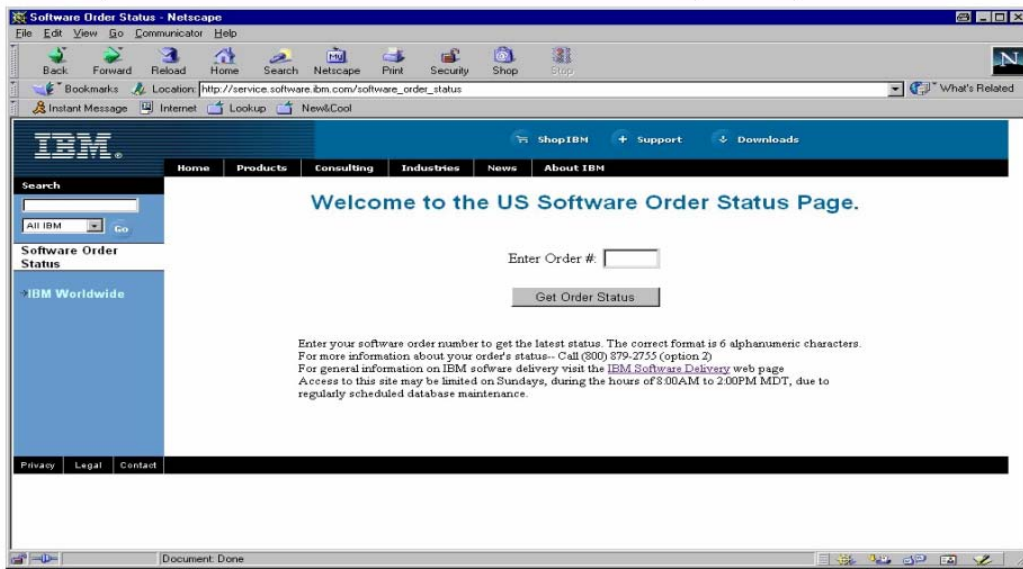 Software Order Status - Netscape
File Edit View Go Communicator Help
Back Forward Reload Home Search Netscape Print Security Shop Stop
My
N
Bookmarks Location: http://service.software.ibm.com/software_order_status What's Related
Instant Message Internet Lookup New&Cool
IBM®
ShopIBM Support Downloads
Home Products Consulting Industries News About IBM
Search
All IBM Go
Software Order
Status
IBM Worldwide
Welcome to the US Software Order Status Page.
Enter Order #:
Get Order Status
Enter your software order number to get the latest status. The correct format is 6 alphanumeric characters.
For more information about your order's status-- Call (800) 879-2755 (option 2)
For general information on IBM sofware delivery visit the IBM Software Delivery web page
Access to this site may be limited on Sundays, during the hours of 8:00AM to 2:00PM MDT, due to
regularly scheduled database maintenance.
Privacy Legal Contact
Document: Done